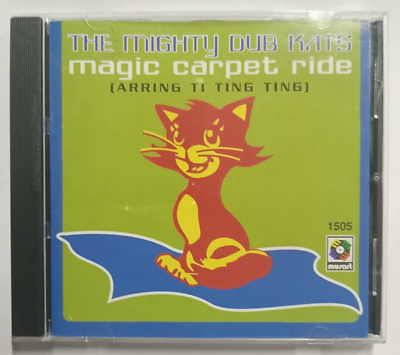 THE MIGHTY DUB KATS
magic carpet ride
(ARRING TI TING TING)
1505
musart